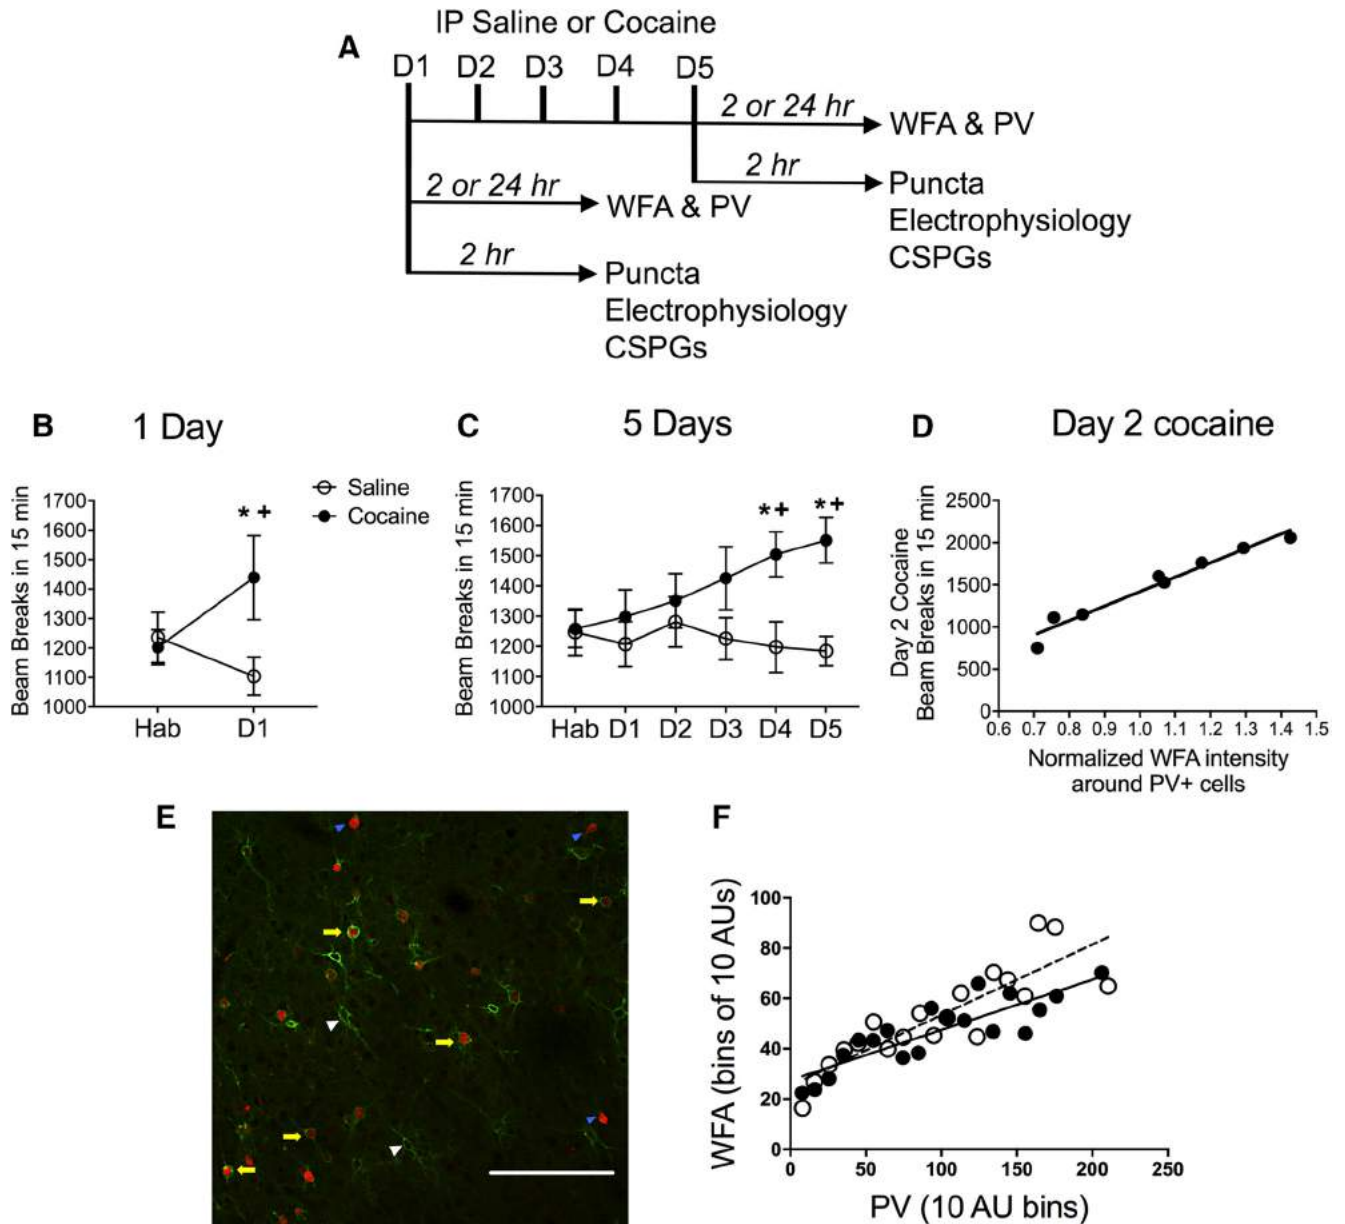 IP Saline or Cocaine
A
D1 D2 D3 D4 D5
2 or 24 hr
WFA & PV
2 hr
Puncta
Electrophysiology
CSPGs
2 or 24 hr
WFA & PV
2 hr
Puncta
Electrophysiology
CSPGs
B 1 Day
Beam Breaks in 15 min
1700
1600
1500
1400
1300
1200
1100
1000
* +
Hab D1
Saline
Cocaine
C 5 Days
Beam Breaks in 15 min
1700
1600
1500
1400
1300
1200
1100
1000
*+ *+
Hab D1 D2 D3 D4 D5
D Day 2 cocaine
Day 2 Cocaine
Beam Breaks in 15 min
2500
2000
1500
1000
500
0
0.6 0.7 0.8 0.9 1.0 1.1 1.2 1.3 1.4 1.5
Normalized WFA intensity
around PV+ cells
E
F
WFA (bins of 10 AUs)
100
80
60
40
20
0
0 50 100 150 200 250
PV (10 AU bins)